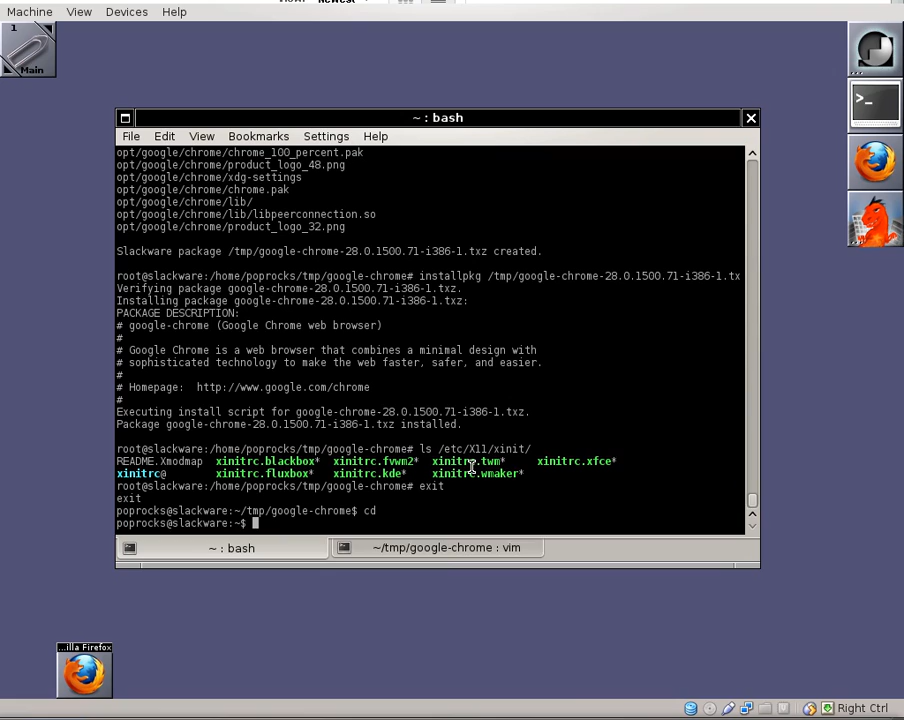 newest
Machine View Devices Help
1
Main
~ : bash
File Edit View Bookmarks Settings Help
opt/google/chrome/chrome_100_percent.pak
opt/google/chrome/product_logo_48.png
opt/google/chrome/xdg-settings
opt/google/chrome/chrome.pak
opt/google/chrome/lib/
opt/google/chrome/lib/libpeerconnection.so
opt/google/chrome/product_logo_32.png
Slackware package /tmp/google-chrome-28.0.1500.71-i386-1.txz created.
root@slackware:/home/poprocks/tmp/google-chrome# installpkg /tmp/google-chrome-28.0.1500.71-i386-1.tx
Verifying package google-chrome-28.0.1500.71-i386-1.txz.
Installing package google-chrome-28.0.1500.71-i386-1.txz:
PACKAGE DESCRIPTION:
# google-chrome (Google Chrome web browser)
#
# Google Chrome is a web browser that combines a minimal design with
# sophisticated technology to make the web faster, safer, and easier.
#
# Homepage:  http://www.google.com/chrome
#
Executing install script for google-chrome-28.0.1500.71-i386-1.txz.
Package google-chrome-28.0.1500.71-i386-1.txz installed.
root@slackware:/home/poprocks/tmp/google-chrome# ls /etc/X11/xinit/
README.Xmodmap  xinitrc.blackbox*  xinitrc.fvwm2*  xinitrc.twm*  xinitrc.xfce*
xinitrc@  xinitrc.fluxbox*  xinitrc.kde*  xinitrc.wmaker*
root@slackware:/home/poprocks/tmp/google-chrome# exit
exit
poprocks@slackware:~/tmp/google-chrome$ cd
poprocks@slackware:~$
~ : bash
~/tmp/google-chrome : vim
...illa Firefox
Right Ctrl